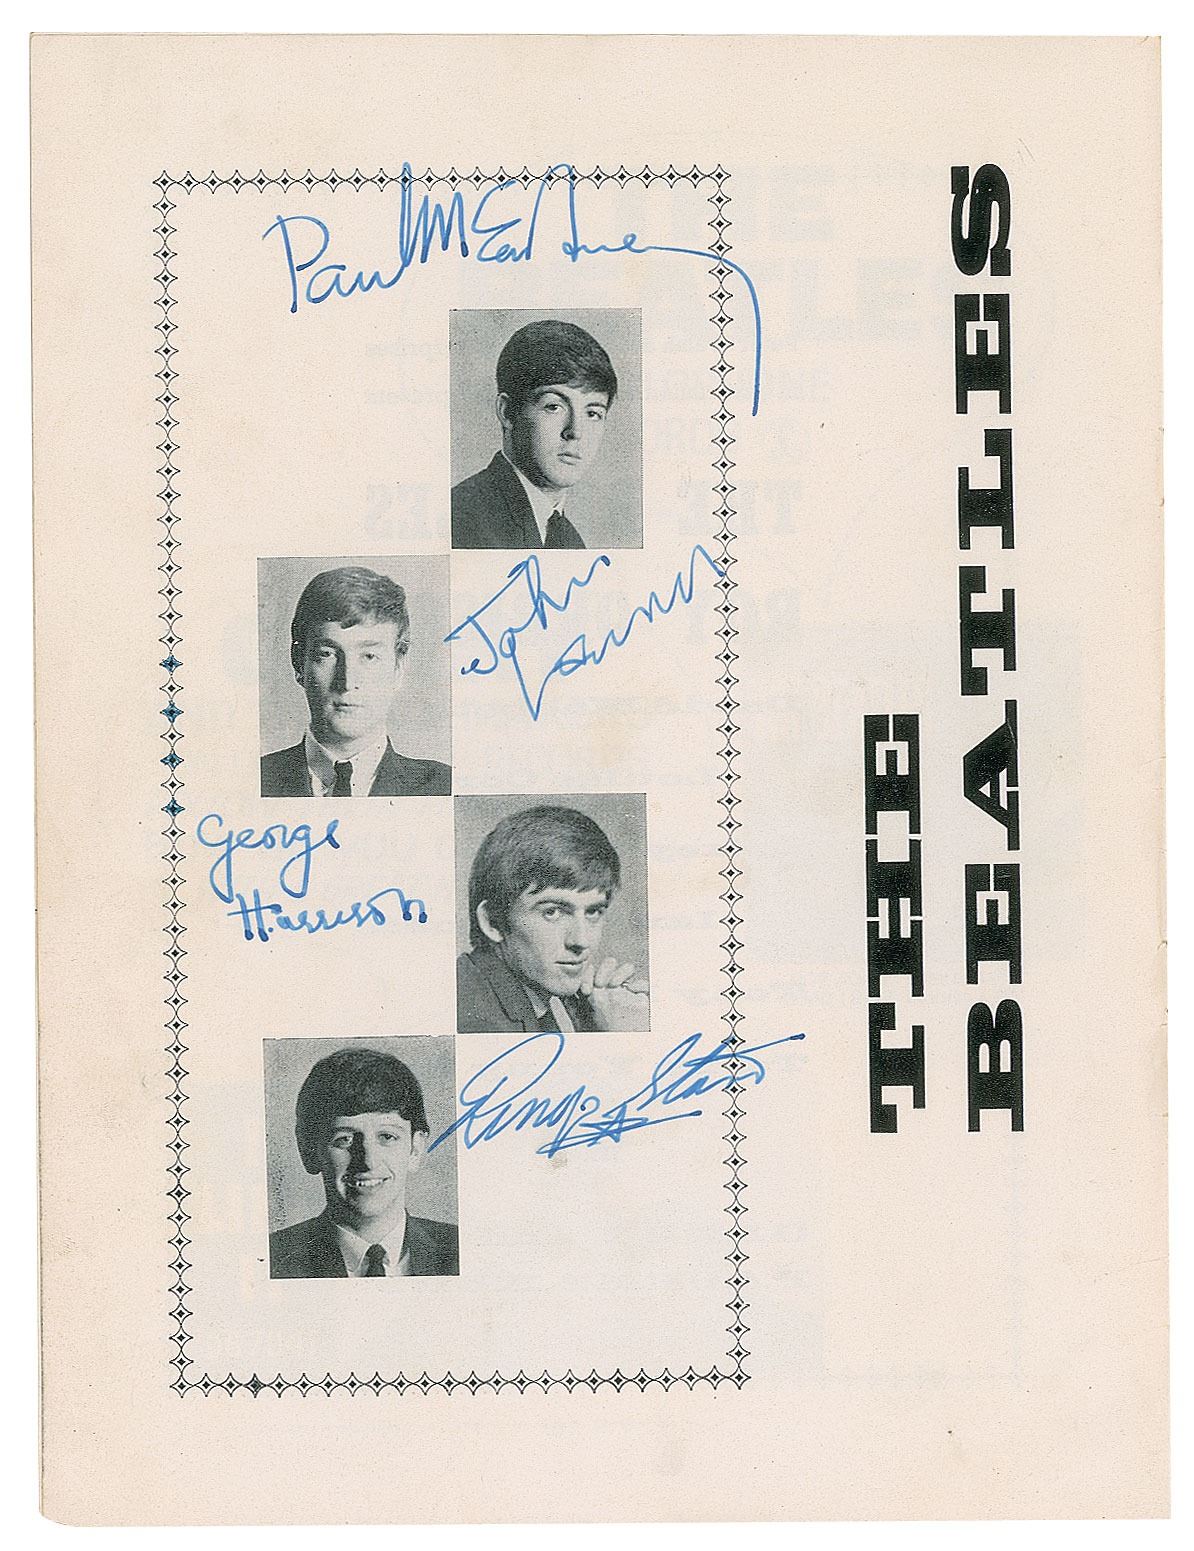 Paul McCartney
John
Lennon
George
Harrison
Ringo Starr
THE
BEATLES